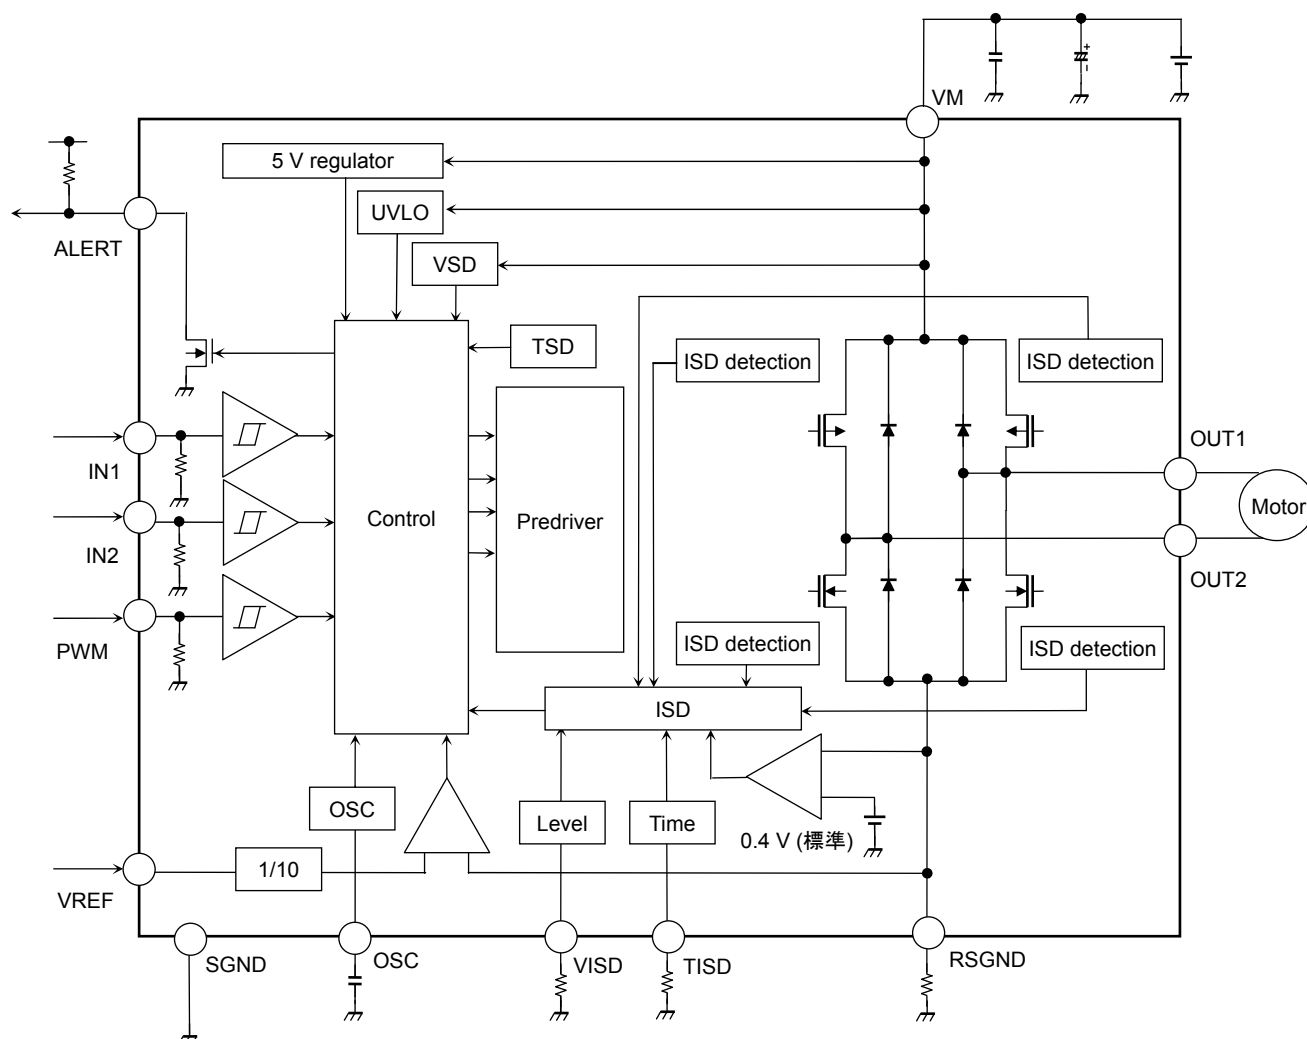 VM
5 V regulator
ALERT
UVLO
VSD
TSD
ISD detection
ISD detection
IN1
OUT1
Control
Predriver
Motor
IN2
OUT2
PWM
ISD detection
ISD detection
ISD
OSC
Level
Time
0.4 V (標準)
1/10
VREF
SGND
OSC
VISD
TISD
RSGND
+
-